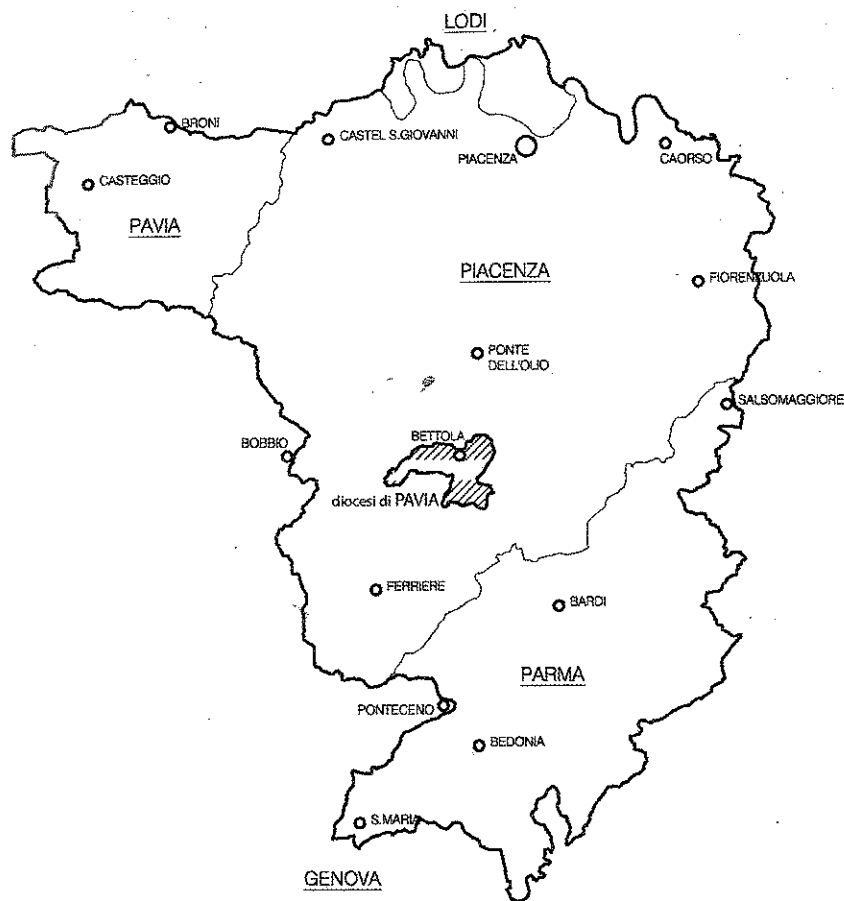 LODI
BRONI
CASTEL S.GIOVANNI
PIACENZA
CAORSO
CASTEGGIO
PAVIA
PIACENZA
FIORENZUOLA
PONTE
DELL'OLIO
SALSOMAGGIORE
BOBBIO
BETTOLA
diocesi di PAVIA
FERRIERE
BARDI
PARMA
PONTECENO
BEDONIA
S.MARIA
GENOVA